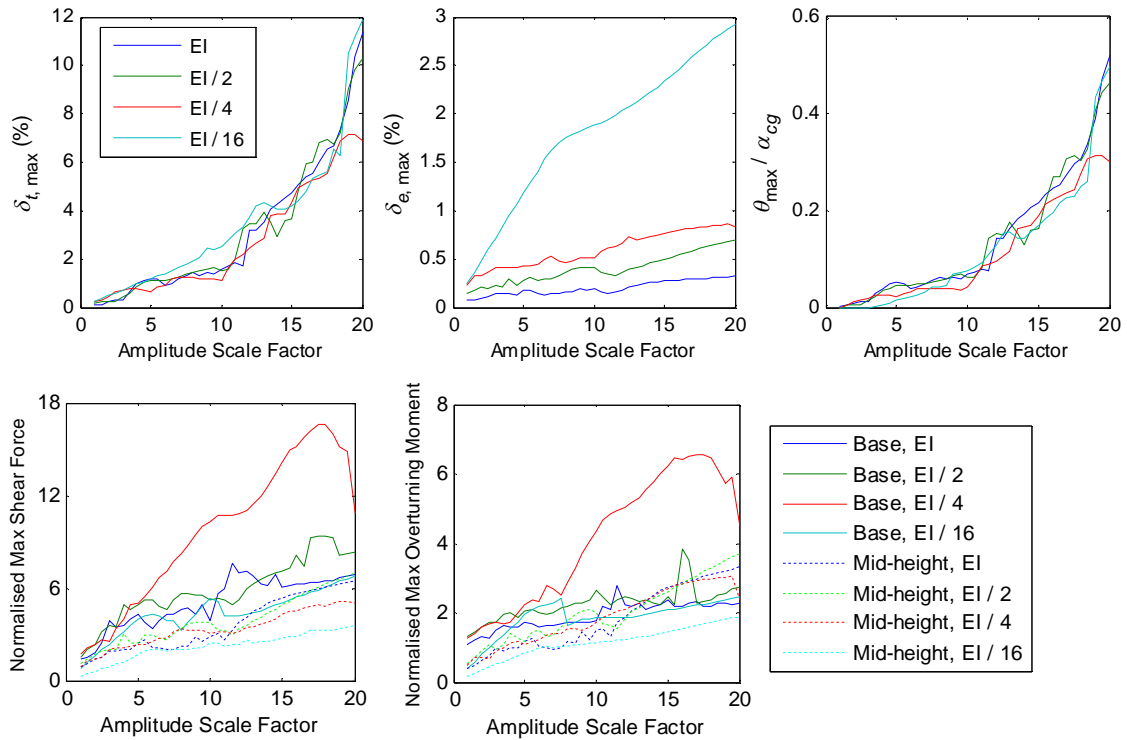 δt, max (%)
12
10
8
6
4
2
0
0
5
10
15
20
Amplitude Scale Factor
EI
EI / 2
EI / 4
EI / 16
δe, max (%)
3
2.5
2
1.5
1
0.5
0
0
5
10
15
20
Amplitude Scale Factor
θmax / αcg
0.6
0.4
0.2
0
0
5
10
15
20
Amplitude Scale Factor
Normalised Max Shear Force
18
12
6
0
0
5
10
15
20
Amplitude Scale Factor
Normalised Max Overturning Moment
8
6
4
2
0
0
5
10
15
20
Amplitude Scale Factor
Base, EI
Base, EI / 2
Base, EI / 4
Base, EI / 16
Mid-height, EI
Mid-height, EI / 2
Mid-height, EI / 4
Mid-height, EI / 16